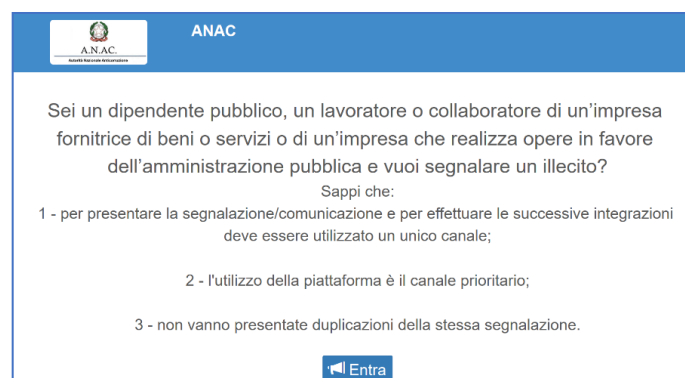 ANAC
A.N.AC.
Autorità Nazionale Anticorruzione
Sei un dipendente pubblico, un lavoratore o collaboratore di un'impresa
fornitrice di beni o servizi o di un'impresa che realizza opere in favore
dell'amministrazione pubblica e vuoi segnalare un illecito?
Sappi che:
1 - per presentare la segnalazione/comunicazione e per effettuare le successive integrazioni
deve essere utilizzato un unico canale;
2 - l'utilizzo della piattaforma è il canale prioritario;
3 - non vanno presentate duplicazioni della stessa segnalazione.
Entra